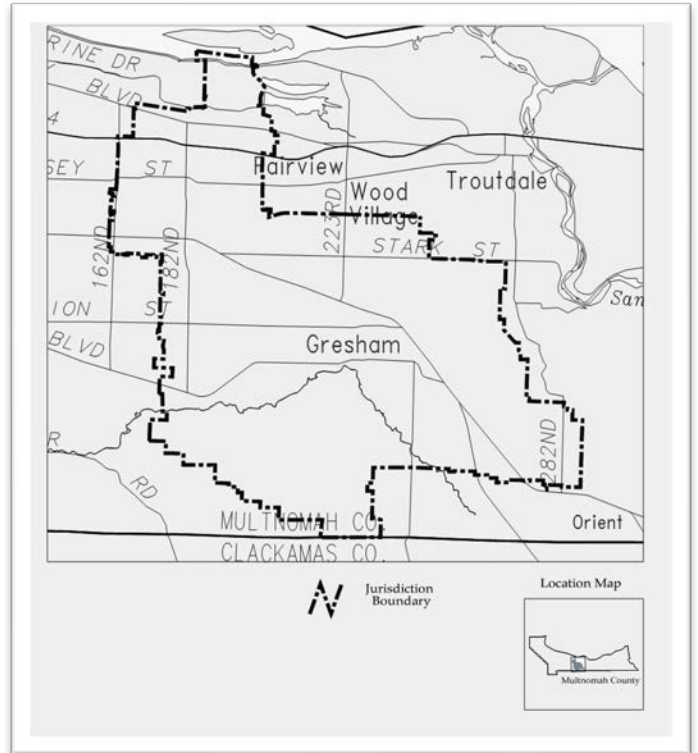 RINE DR
BLVD
4
SEY ST
Fairview
Wood
Village
Troutdale
223RD
162ND
182ND
STARK ST
San
ION ST
BLVD
Gresham
282ND
R
RD
MULTNOMAH CO.
CLACKAMAS CO.
Orient
Jurisdiction
Boundary
Location Map
Multnomah County